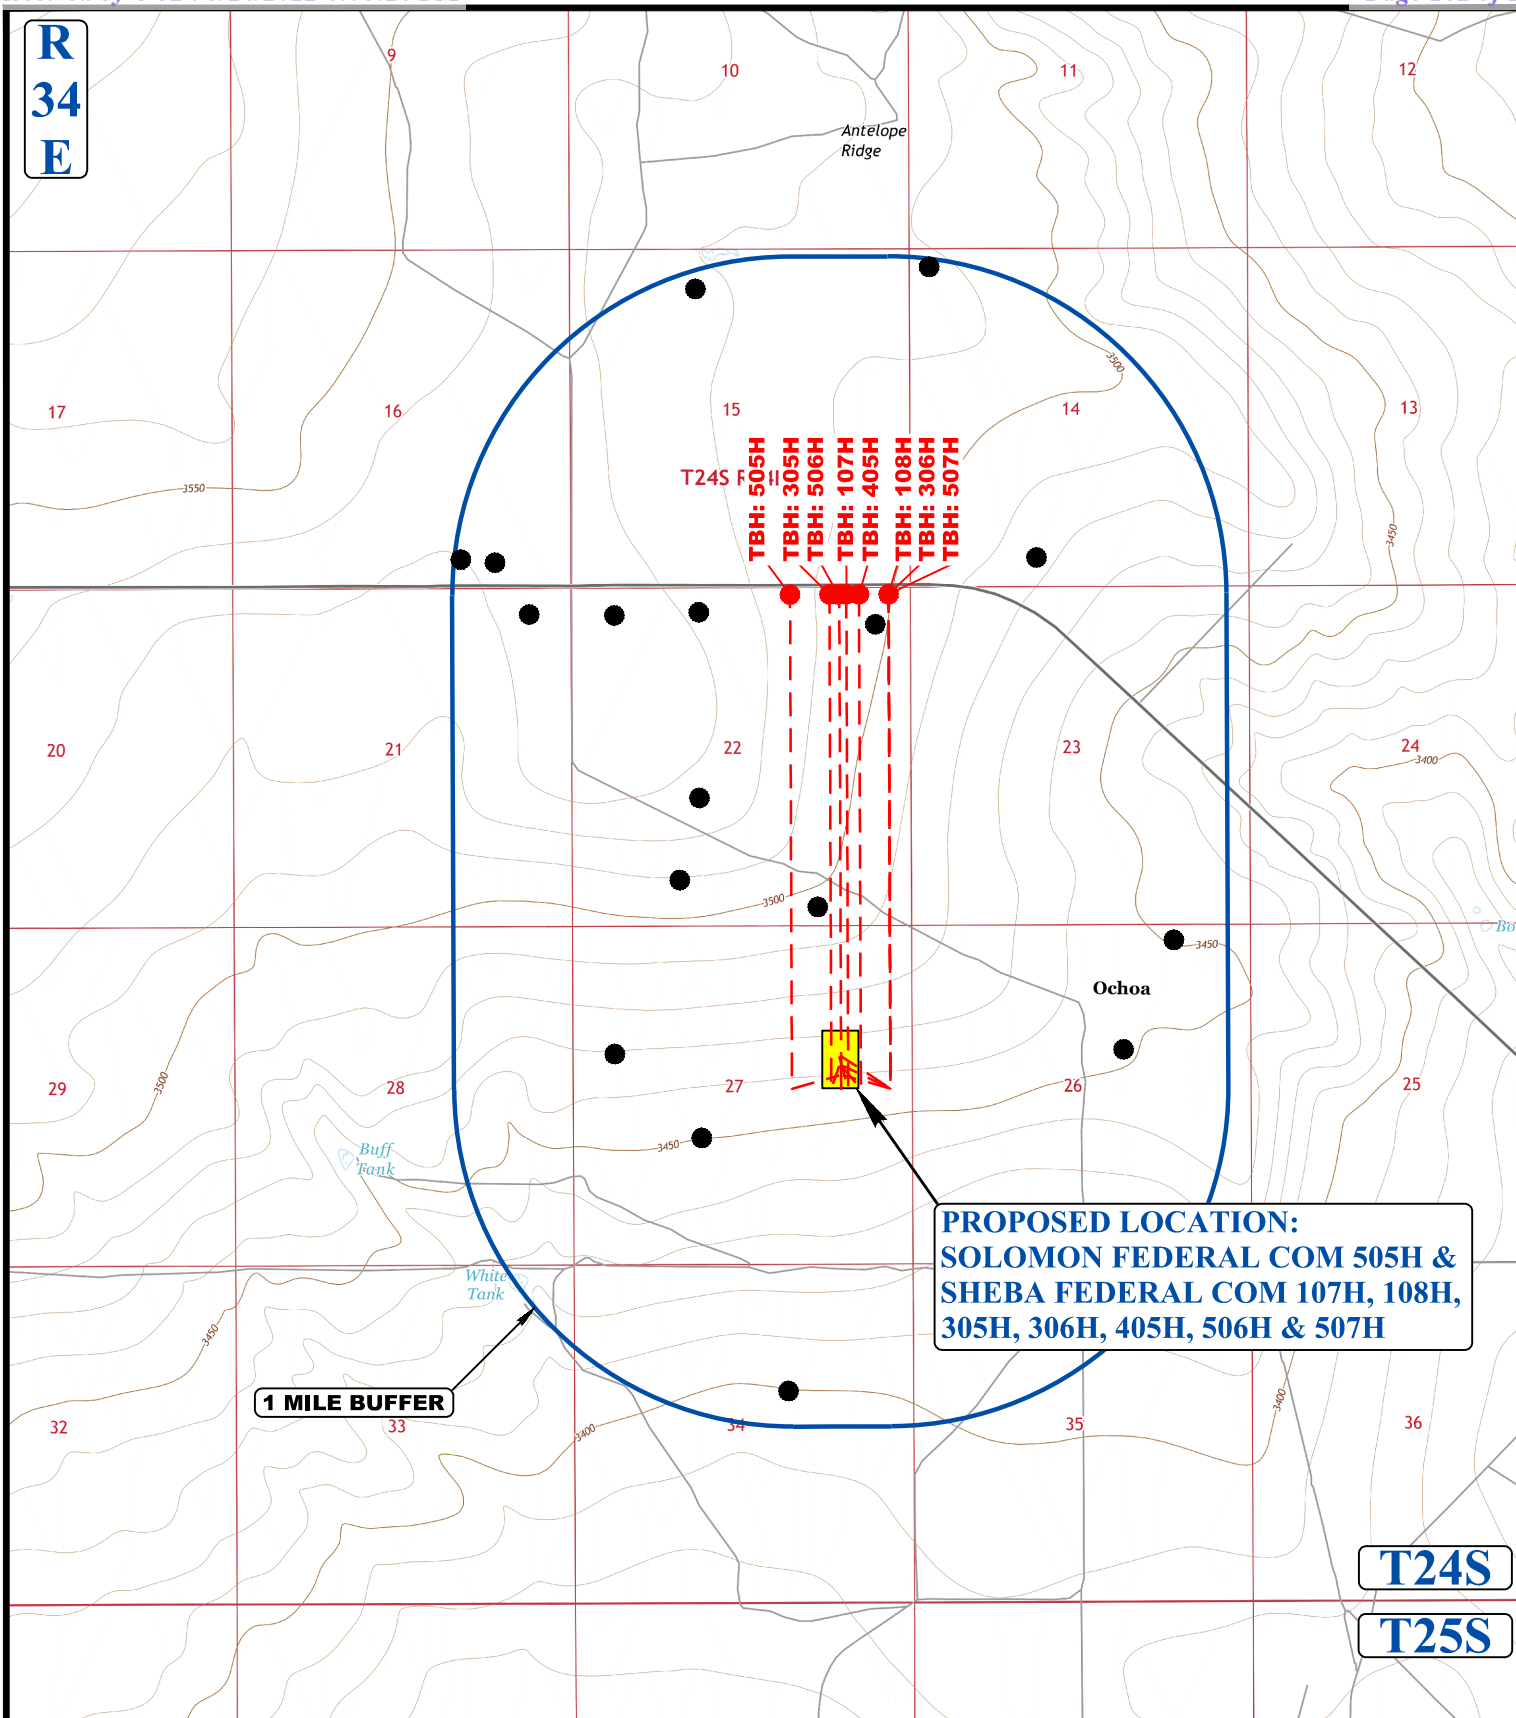 R
34
E
9
10
11
12
Antelope
Ridge
3500
17
16
15
14
13
T24S
3550
TBH: 505H
TBH: 305H
TBH: 506H
TBH: 107H
TBH: 405H
TBH: 108H
TBH: 306H
TBH: 507H
3450
20
21
22
23
24
3400
3500
3450
Ochoa
29
28
27
26
25
3500
3450
Buff
Tank
White
Tank
PROPOSED LOCATION:
SOLOMON FEDERAL COM 505H &
SHEBA FEDERAL COM 107H, 108H,
305H, 306H, 405H, 506H & 507H
3450
1 MILE BUFFER
3400
3400
32
33
34
35
36
T24S
T25S